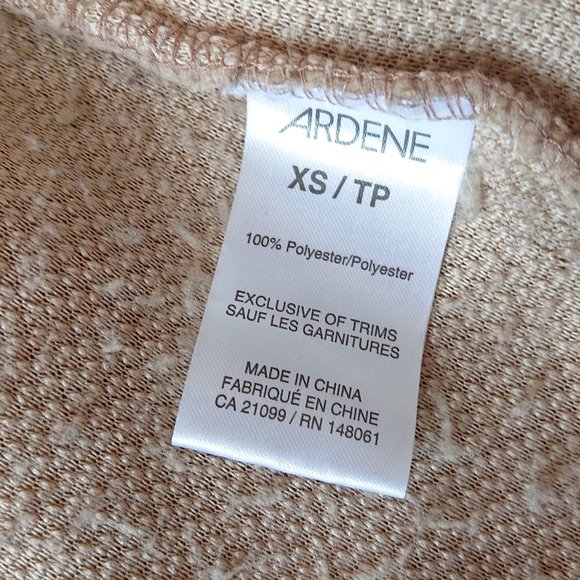 ARDENE
XS / TP
100% Polyester/Polyester
EXCLUSIVE OF TRIMS
SAUF LES GARNITURES
MADE IN CHINA
FABRIQUÉ EN CHINE
CA 21099 / RN 148061